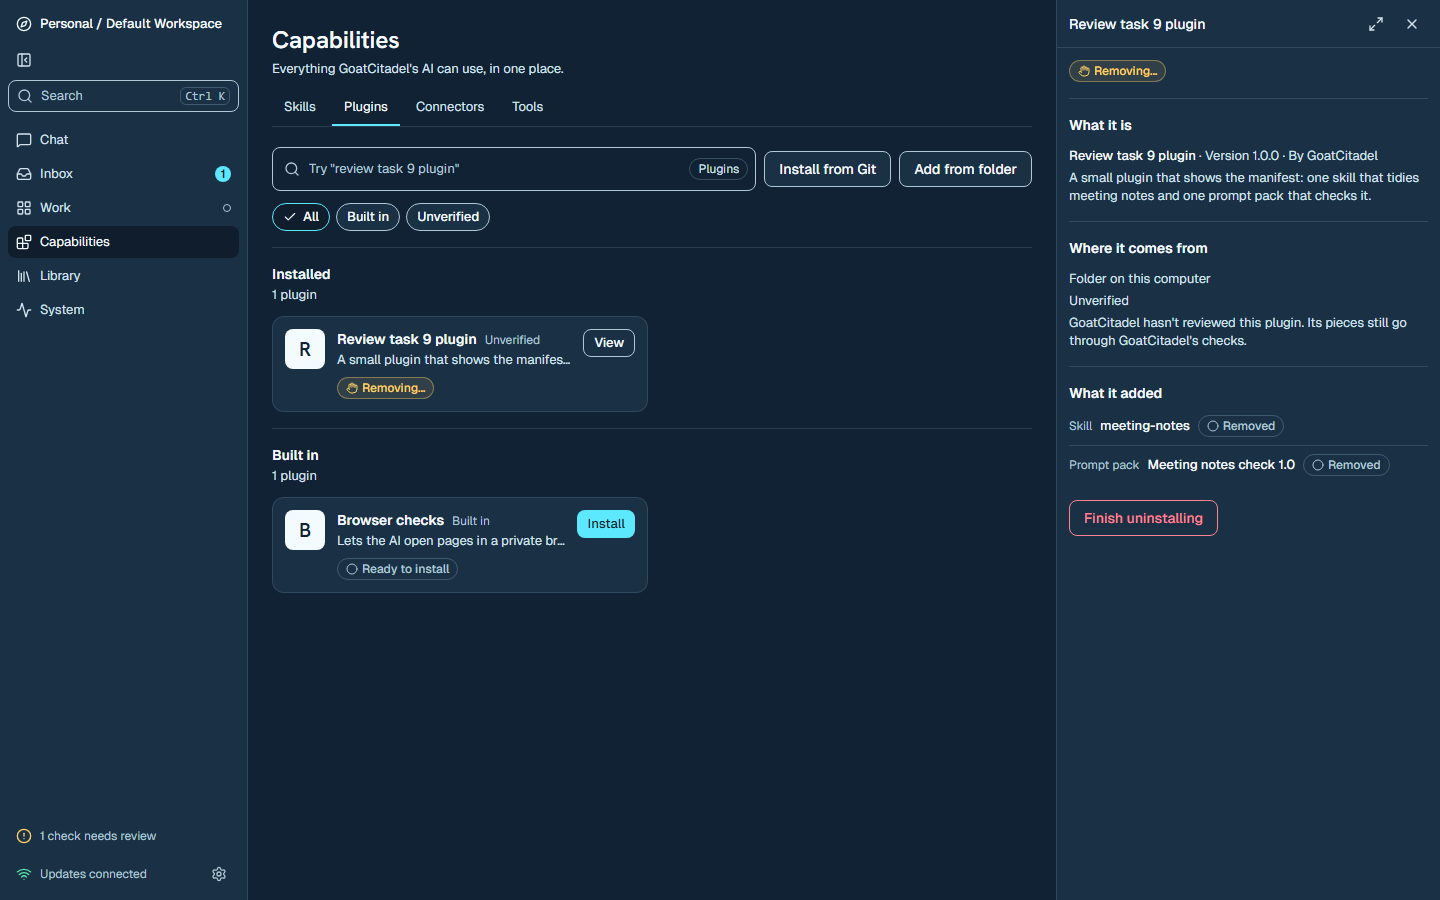 Personal / Default Workspace
Search
Ctrl K
Chat
Inbox
1
Work
Capabilities
Library
System
1 check needs review
Updates connected
Capabilities
Everything GoatCitadel's AI can use, in one place.
Skills
Plugins
Connectors
Tools
Try "review task 9 plugin"
Plugins
Install from Git
Add from folder
All
Built in
Unverified
Installed
1 plugin
R
Review task 9 plugin Unverified
View
A small plugin that shows the manifes...
Removing...
Built in
1 plugin
B
Browser checks Built in
Install
Lets the AI open pages in a private br...
Ready to install
Review task 9 plugin
Removing...
What it is
Review task 9 plugin · Version 1.0.0 · By GoatCitadel
A small plugin that shows the manifest: one skill that tidies
meeting notes and one prompt pack that checks it.
Where it comes from
Folder on this computer
Unverified
GoatCitadel hasn't reviewed this plugin. Its pieces still go
through GoatCitadel's checks.
What it added
Skill meeting-notes Removed
Prompt pack Meeting notes check 1.0 Removed
Finish uninstalling